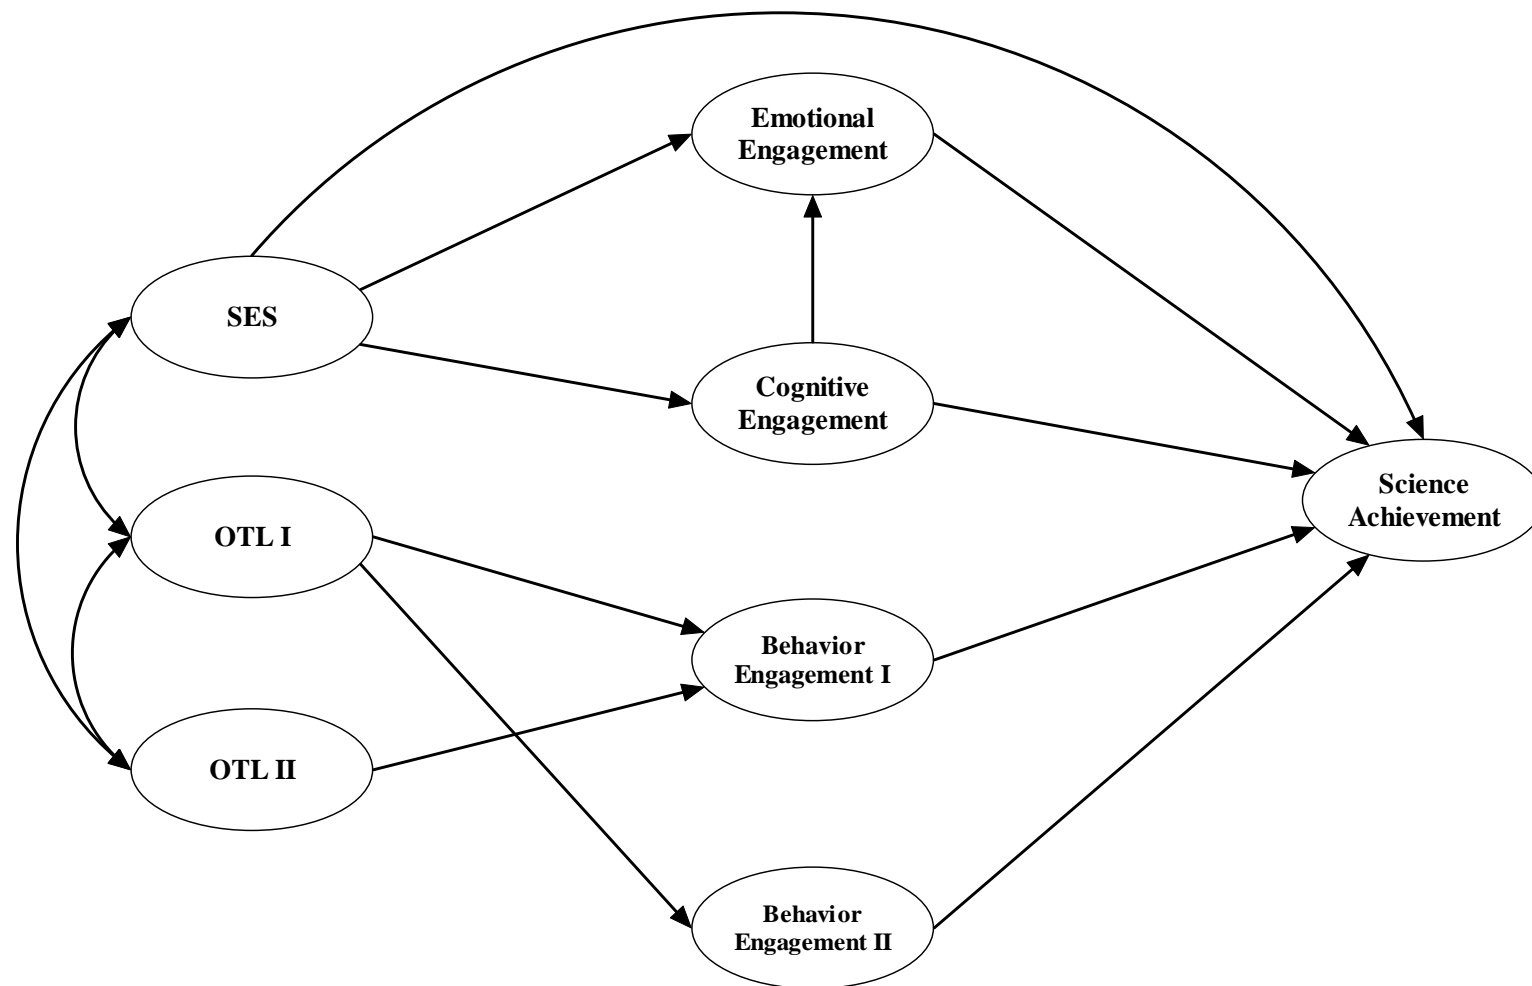 Emotional
Engagement
SES
Cognitive
Engagement
Science
Achievement
OTL I
Behavior
Engagement I
OTL II
Behavior
Engagement II